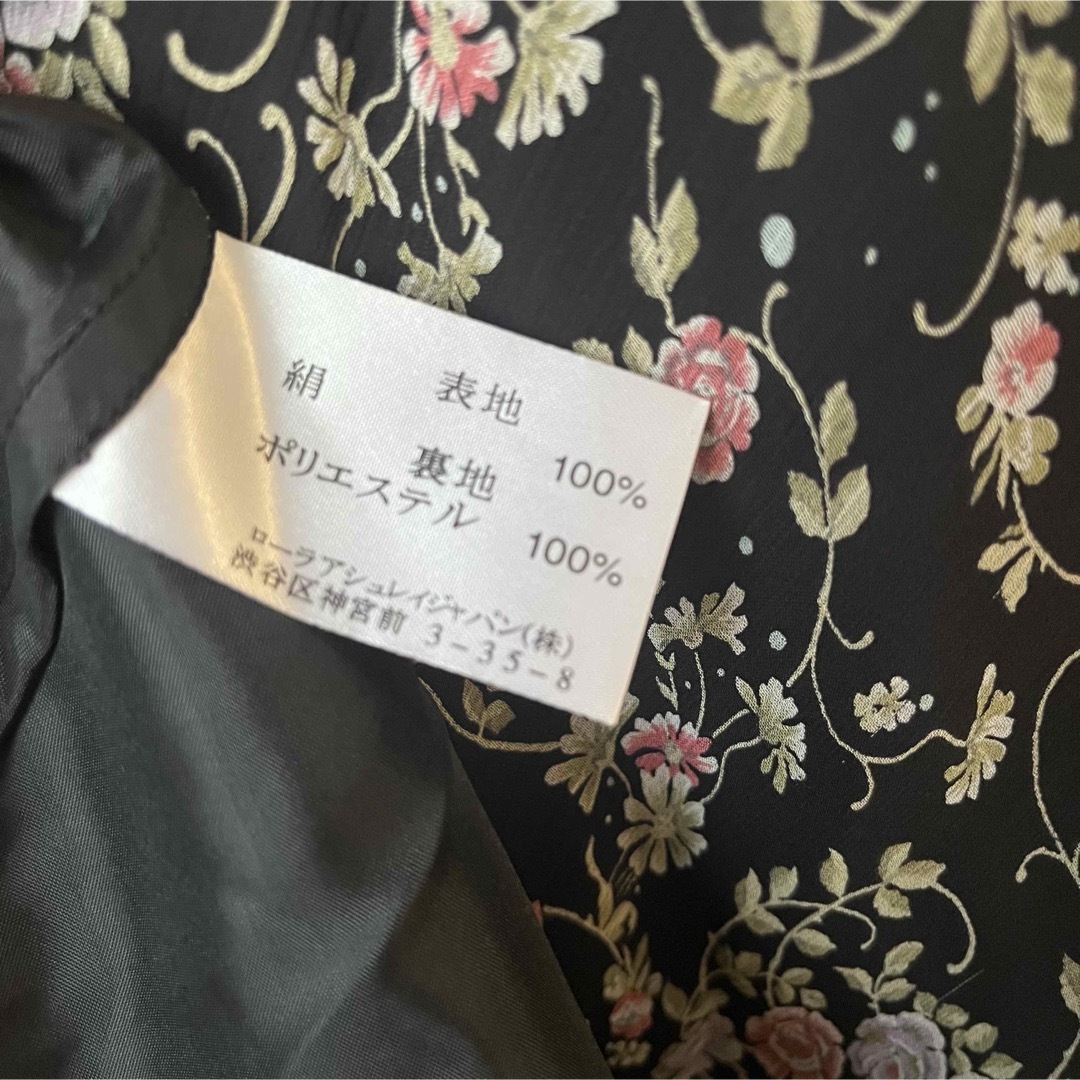 表地
絹 100%
裏地
ポリエステル 100%
ローラアシュレイジャパン(株)
渋谷区神宮前 3-35-8